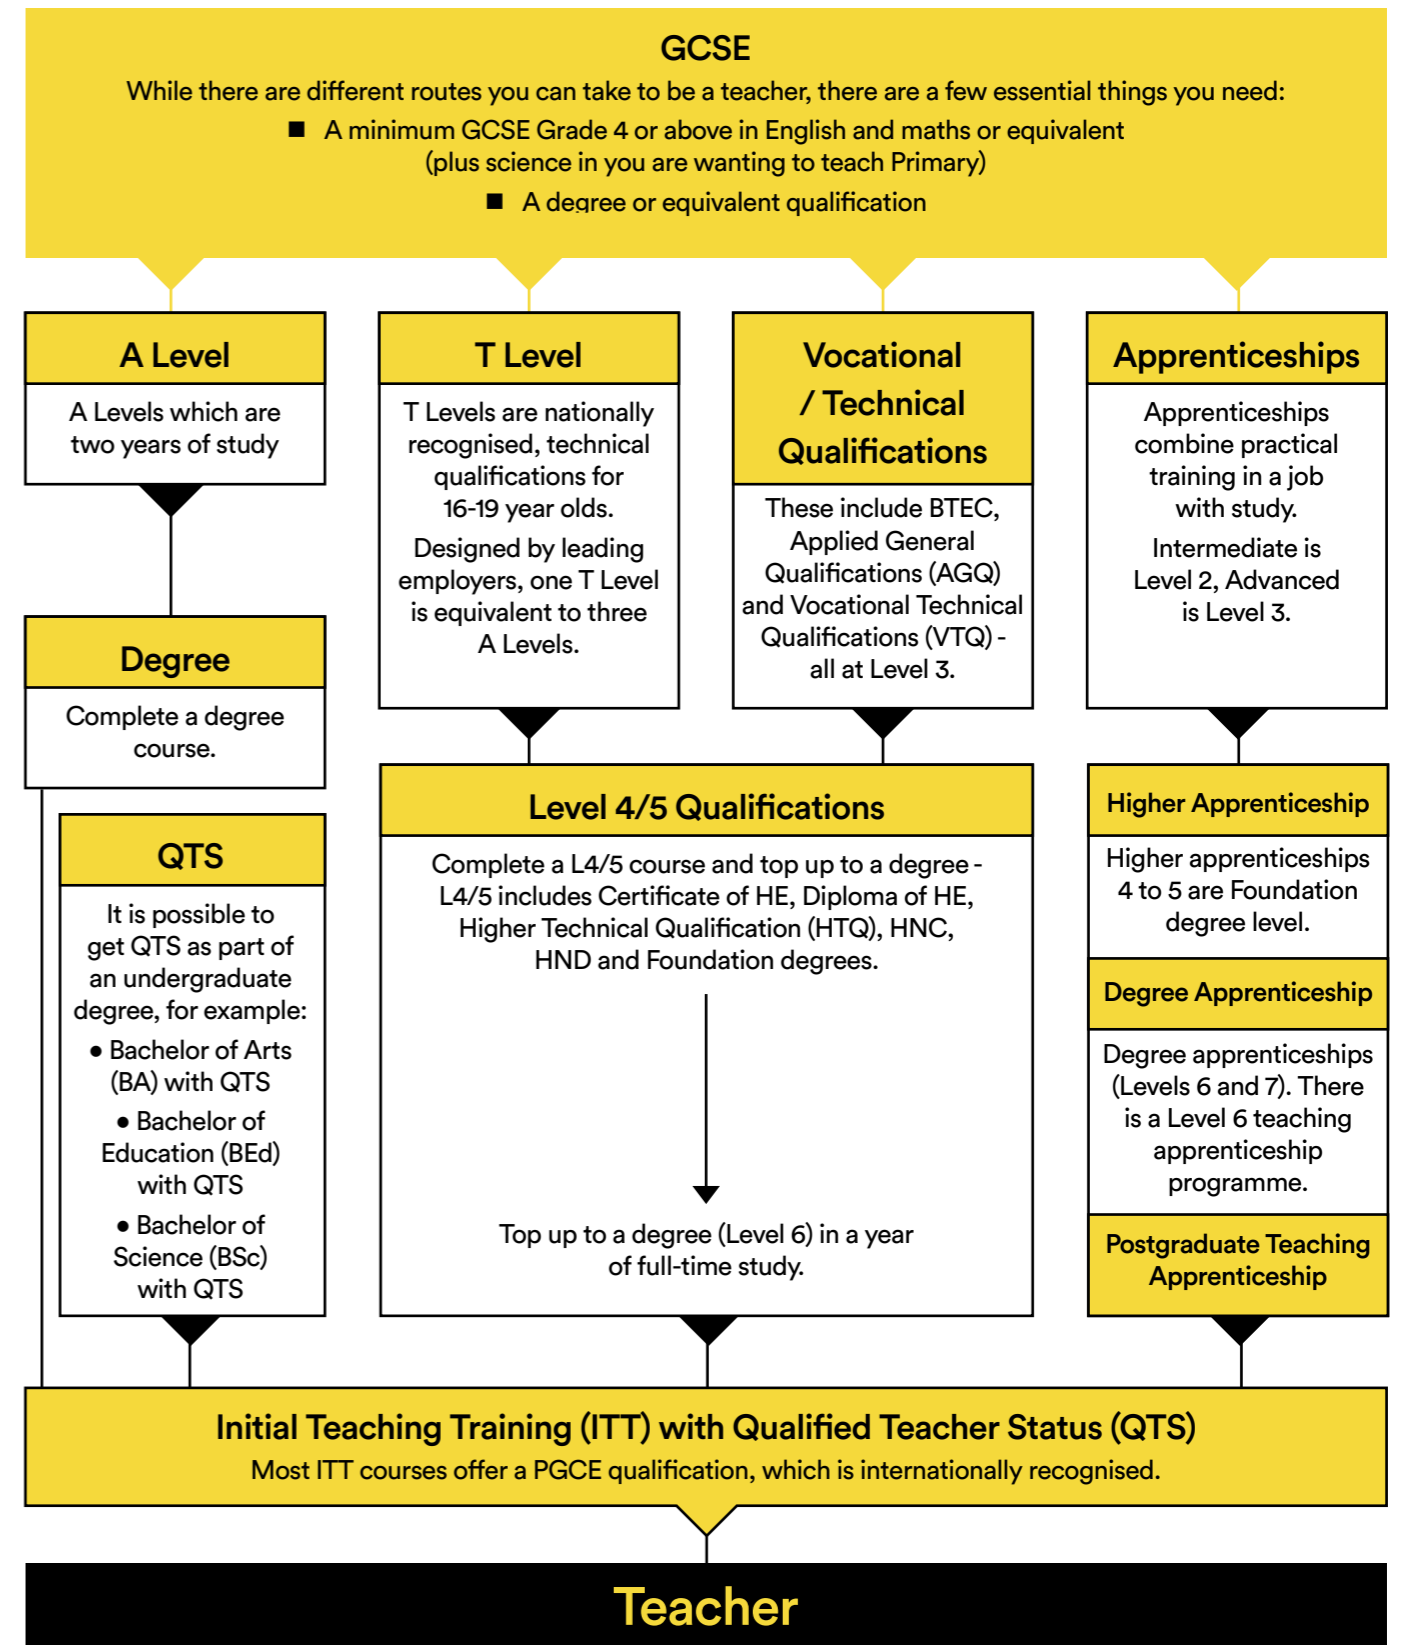 GCSE
While there are different routes you can take to be a teacher, there are a few essential things you need:
■ A minimum GCSE Grade 4 or above in English and maths or equivalent
(plus science in you are wanting to teach Primary)
■ A degree or equivalent qualification
A Level
A Levels which are
two years of study
Degree
Complete a degree
course.
QTS
It is possible to
get QTS as part of
an undergraduate
degree, for example:
● Bachelor of Arts
(BA) with QTS
● Bachelor of
Education (BEd)
with QTS
● Bachelor of
Science (BSc)
with QTS
T Level
T Levels are nationally
recognised, technical
qualifications for
16-19 year olds.
Designed by leading
employers, one T Level
is equivalent to three
A Levels.
Vocational
/ Technical
Qualifications
These include BTEC,
Applied General
Qualifications (AGQ)
and Vocational Technical
Qualifications (VTQ) -
all at Level 3.
Level 4/5 Qualifications
Complete a L4/5 course and top up to a degree -
L4/5 includes Certificate of HE, Diploma of HE,
Higher Technical Qualification (HTQ), HNC,
HND and Foundation degrees.
Top up to a degree (Level 6) in a year
of full-time study.
Apprenticeships
Apprenticeships
combine practical
training in a job
with study.
Intermediate is
Level 2, Advanced
is Level 3.
Higher Apprenticeship
Higher apprenticeships
4 to 5 are Foundation
degree level.
Degree Apprenticeship
Degree apprenticeships
(Levels 6 and 7). There
is a Level 6 teaching
apprenticeship
programme.
Postgraduate Teaching
Apprenticeship
Initial Teaching Training (ITT) with Qualified Teacher Status (QTS)
Most ITT courses offer a PGCE qualification, which is internationally recognised.
Teacher